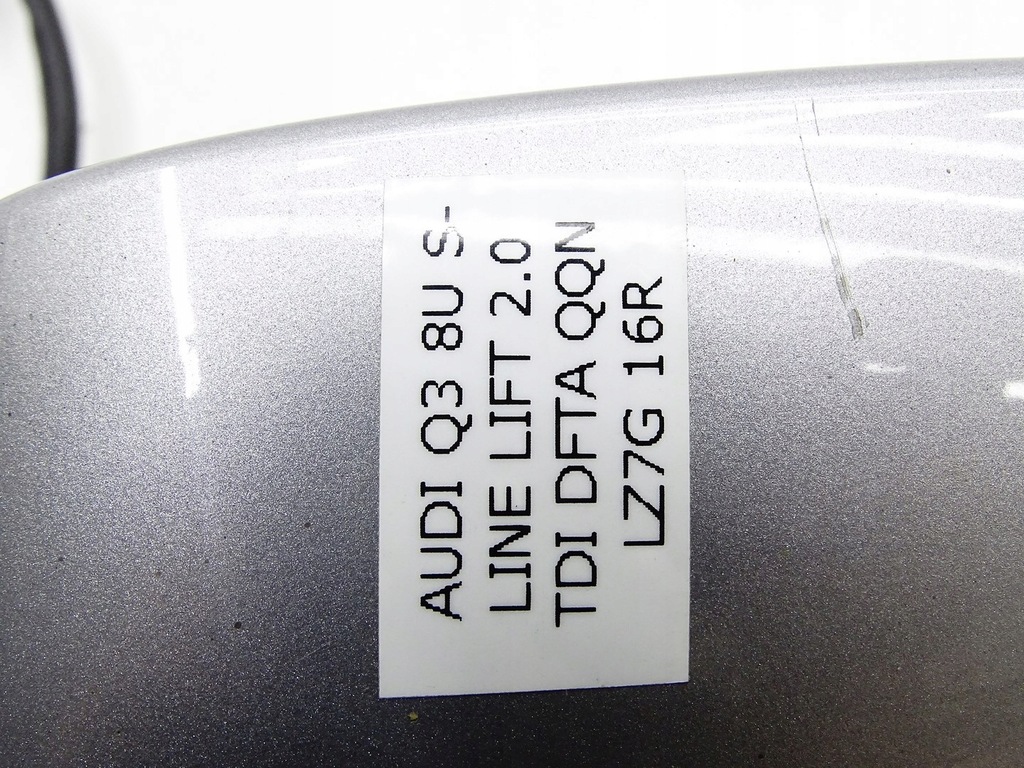 AUDI Q3 8U S-
LINE LIFT 2.0
TDI DFTA QQN
LZ7G 16R